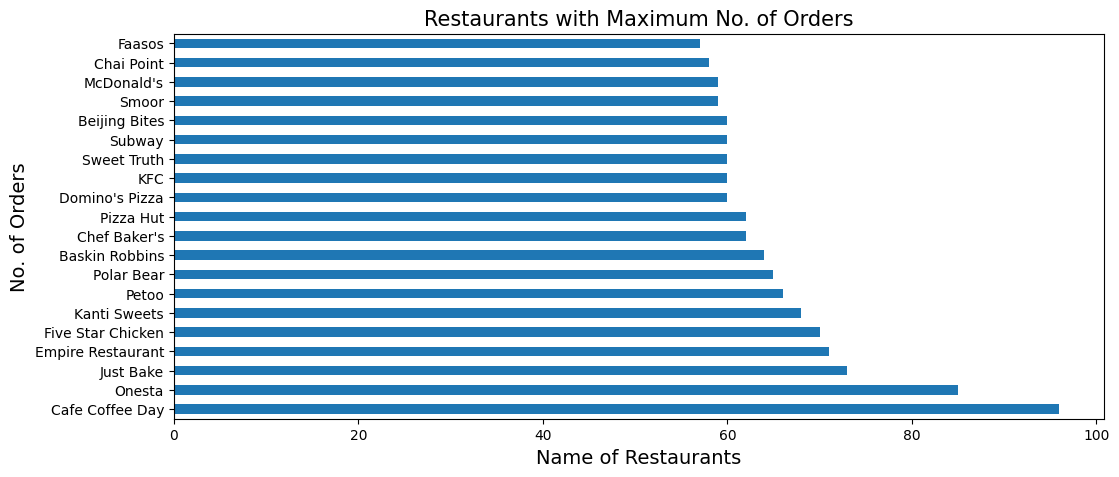 Restaurants with Maximum No. of Orders
No. of Orders
Faasos
Chai Point
McDonald's
Smoor
Beijing Bites
Subway
Sweet Truth
KFC
Domino's Pizza
Pizza Hut
Chef Baker's
Baskin Robbins
Polar Bear
Petoo
Kanti Sweets
Five Star Chicken
Empire Restaurant
Just Bake
Onesta
Cafe Coffee Day
0 20 40 60 80 100
Name of Restaurants